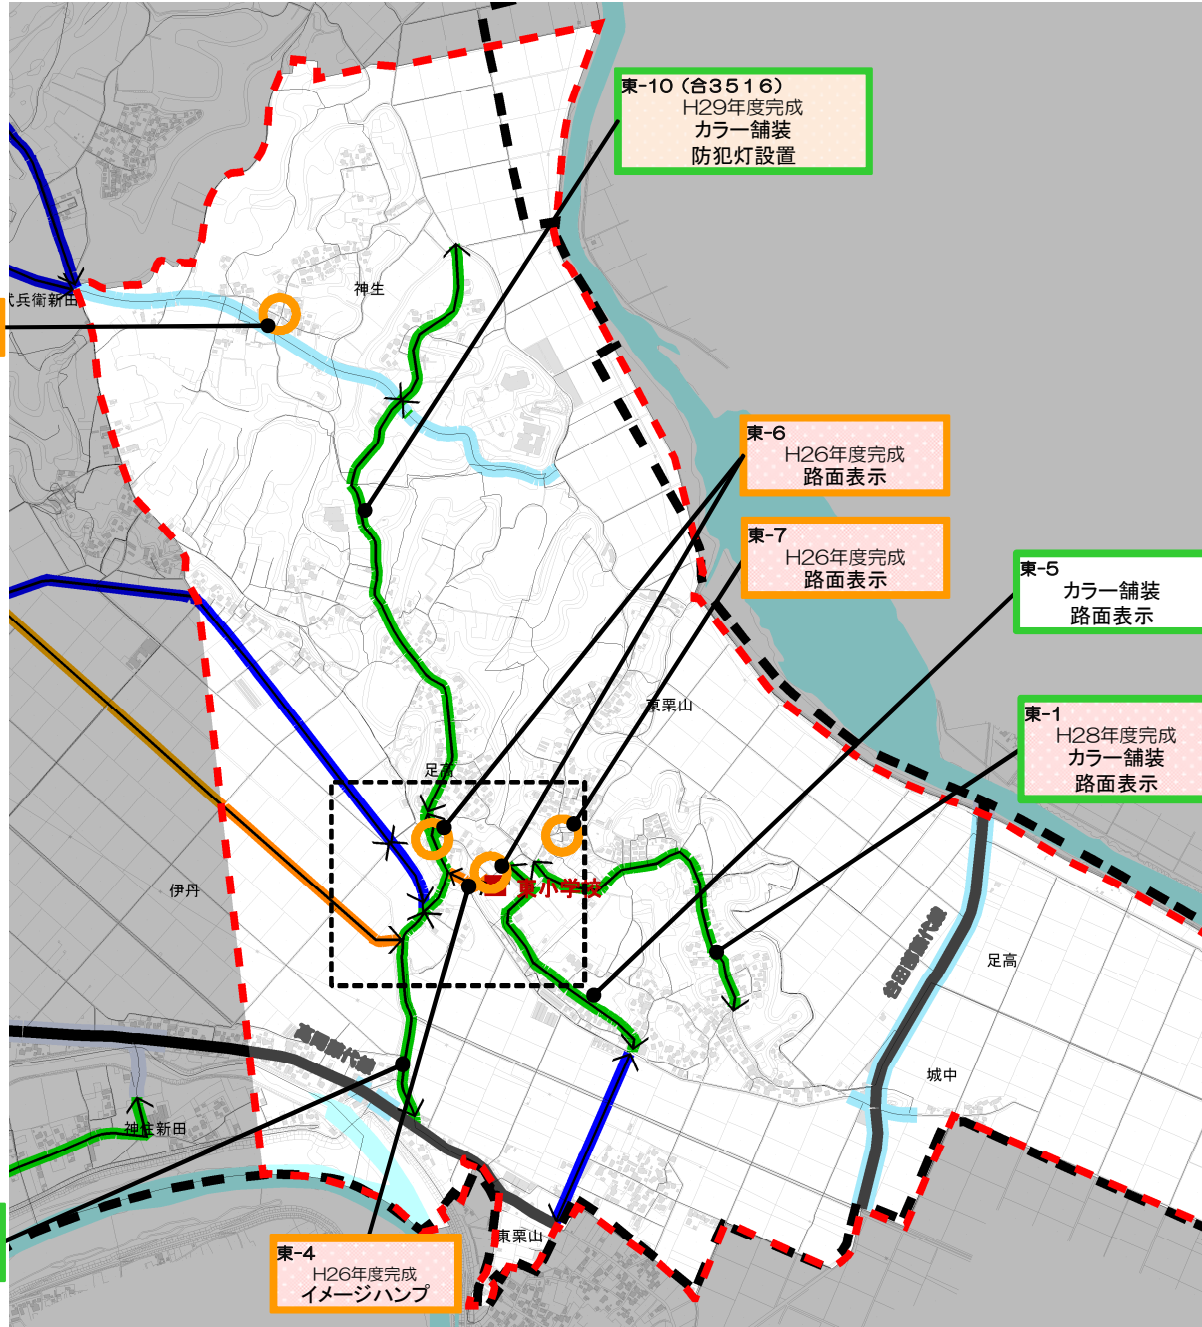 東-10（合3516）
H29年度完成
カラー舗装
防犯灯設置
神生
弐兵衛新田
東-6
H26年度完成
路面表示
東-7
H26年度完成
路面表示
東-5
カラー舗装
路面表示
東-1
H28年度完成
カラー舗装
路面表示
東栗山
足高
東小学校
伊丹
足高
城中
神住新田
東栗山
東-4
H26年度完成
イメージハンプ